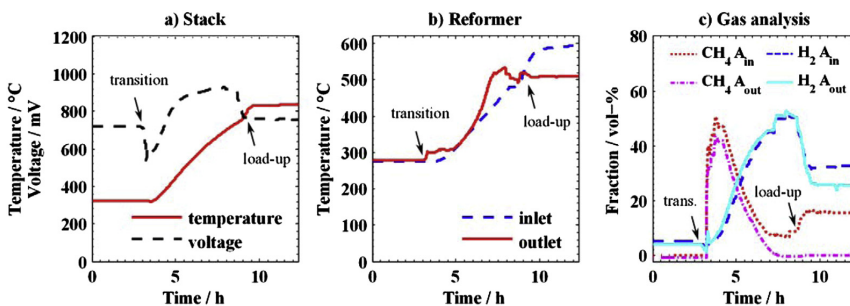 a) Stack
b) Reformer
c) Gas analysis
1200
1000
800
600
400
200
0
Temperature / °C
Voltage / mV
transition
load-up
temperature
voltage
0
5
10
Time / h
600
500
400
300
200
100
0
Temperature / °C
transition
load-up
inlet
outlet
0
5
10
Time / h
80
60
40
20
0
Fraction / vol-%
CH4 Ain
H2 Ain
CH4 Aout
H2 Aout
trans.
load-up
0
5
10
Time / h